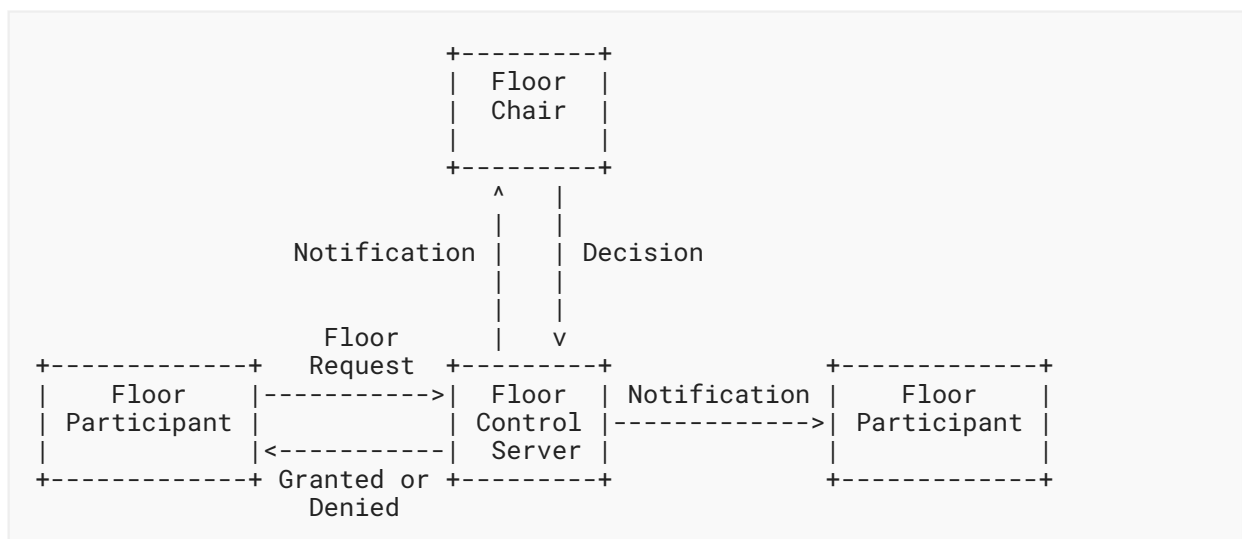 +---------+
|  Floor  |
|  Chair  |
|         |
+---------+
   ^   |
   |   |
Notification |   | Decision
   |   |
   |   |
Floor      |   v
+-------------+   Request  +---------+              +-------------+
|    Floor    |----------->|  Floor  | Notification |    Floor    |
| Participant |            | Control |------------->| Participant |
|             |<-----------|  Server |              |             |
+-------------+ Granted or +---------+              +-------------+
Denied